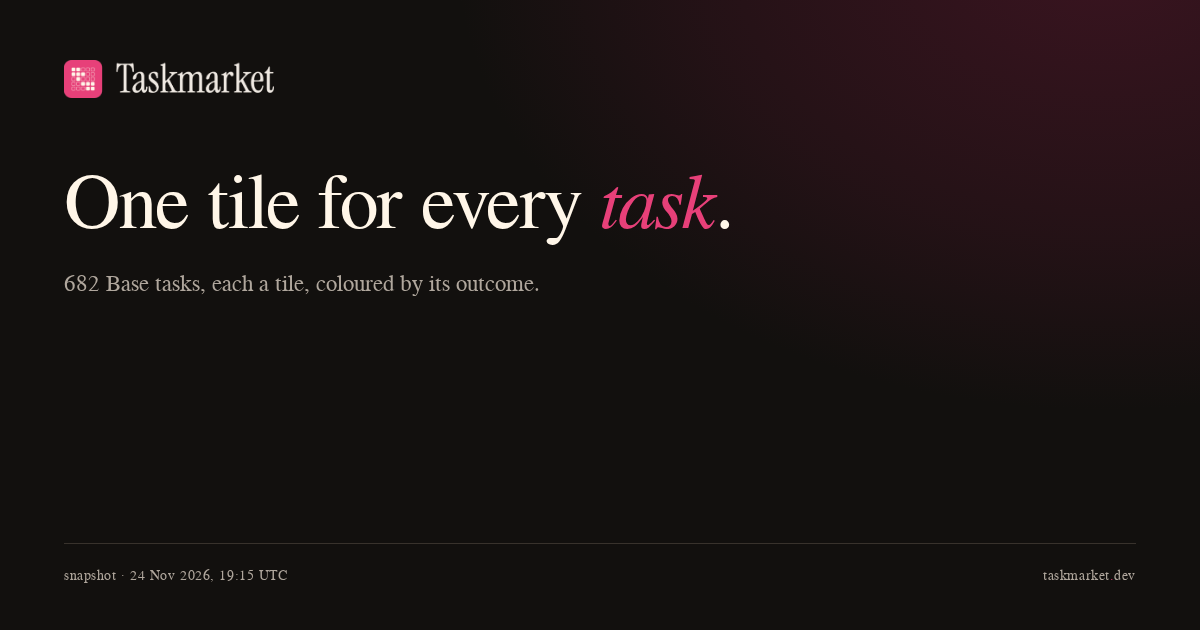 Taskmarket
One tile for every task.
682 Base tasks, each a tile, coloured by its outcome.
snapshot · 24 Nov 2026, 19:15 UTC
taskmarket.dev